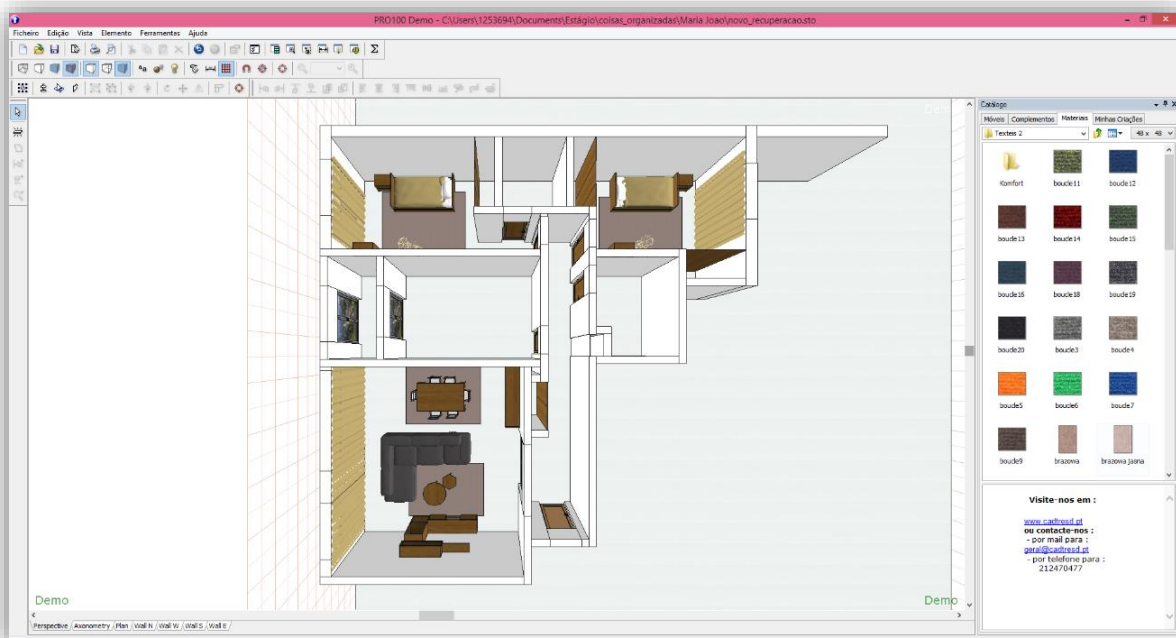 PRO100 Demo - C:\Users\1253694\Documents\Estágio\coisas_organizadas\Maria Joao\novo_recuperacao.sto
Ficheiro Edição Vista Elemento Ferramentas Ajuda
Catálogo
Móveis Complementos Materiais Minhas Criações
Texteis 2 48 x 48
Komfort boucle11 boucle12
boucle13 boucle14 boucle15
boucle16 boucle18 boucle19
boucle20 boucle3 boucle4
boucle5 boucle6 boucle7
boucle9 brazowa brazowa jasna
Visite-nos em :
www.cadtresd.pt
ou contacte-nos :
- por mail para :
geral@cadtresd.pt
- por telefone para :
212470477
Demo Demo
Perspective Axonometry Plan Wall N Wall W Wall S Wall E